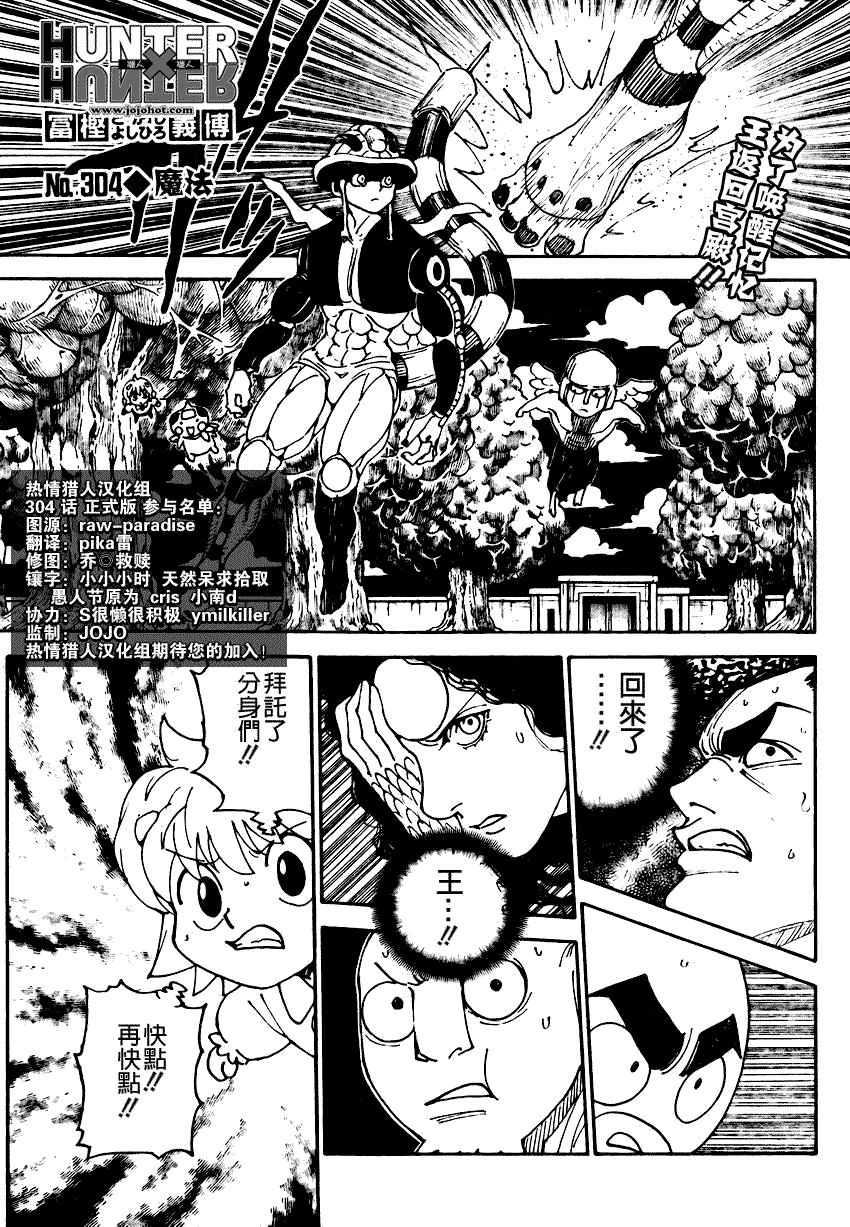 HUNTER
×
HUNTER
www.jojohot.com
冨樫義博
よしひろ
No.304◆魔法
为了唤醒记忆
王返回宫殿!!
热情猎人汉化组
304 话 正式版 参与名单：
图源：raw-paradise
翻译：pika雷
修图：乔◎救赎
镶字：小小小时 天然呆求拾取
愚人节原为 cris 小南d
协力：S很懒很积极 ymilkiller
监制：JOJO
热情猎人汉化组期待您的加入！
回來了
……!!
王…!!
拜託了
分身們!!
快點!!
再快點!!